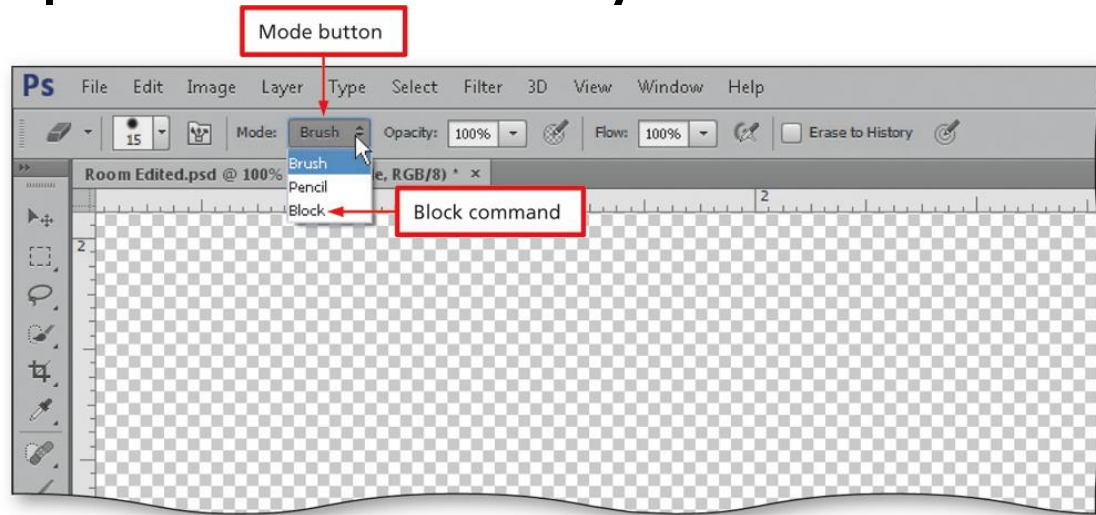 Mode button
Ps File Edit Image Layer Type Select Filter 3D View Window Help
15 Mode: Brush Opacity: 100% Flow: 100% Erase to History
Room Edited.psd @ 100% e, RGB/8) * ×
Brush
Pencil
Block
Block command
2
2